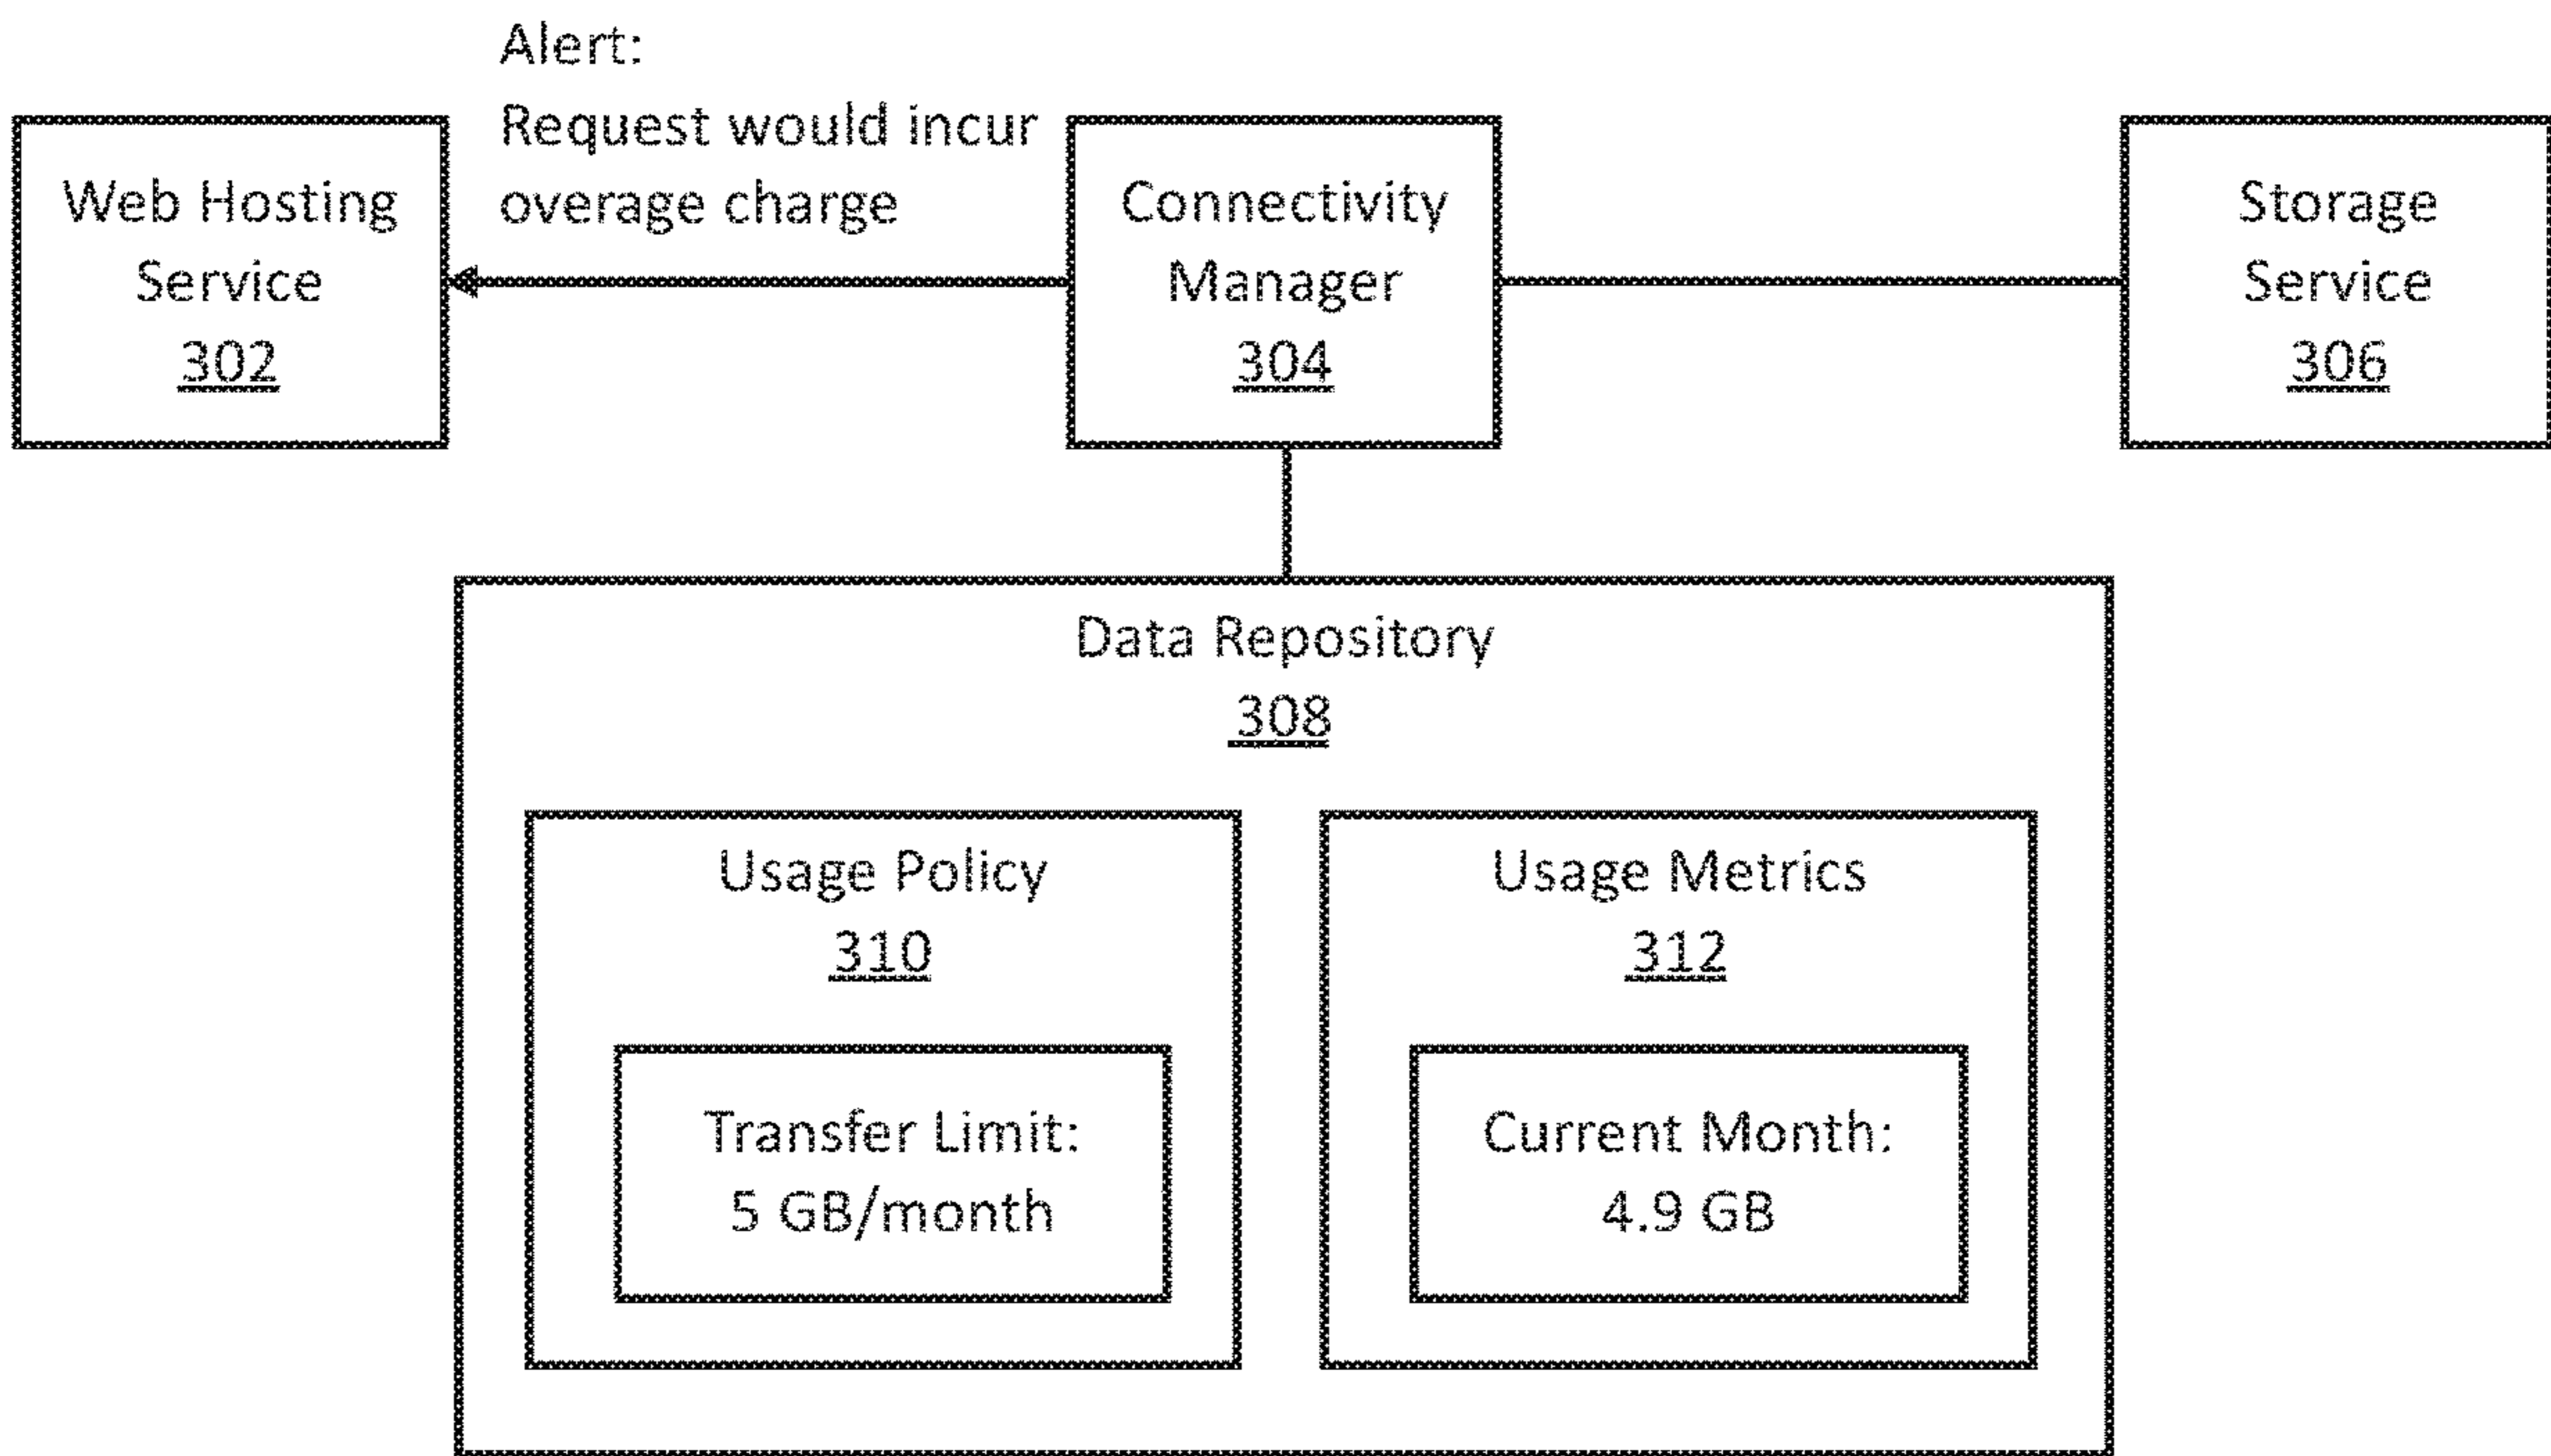 Alert:
Request would incur
overage charge
Web Hosting
Service
302
Connectivity
Manager
304
Storage
Service
306
Data Repository
308
Usage Policy
310
Transfer Limit:
5 GB/month
Usage Metrics
312
Current Month:
4.9 GB